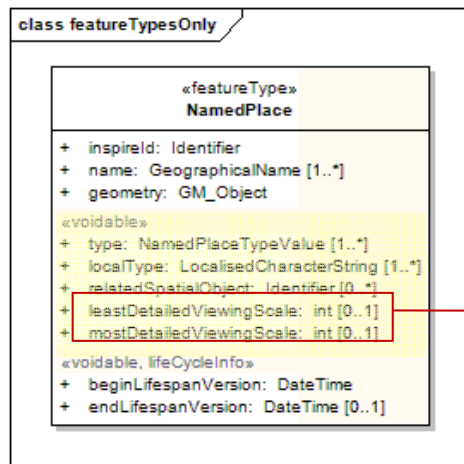 class featureTypesOnly
«featureType»
NamedPlace
+ inspireId: Identifier
+ name: GeographicalName [1..*]
+ geometry: GM_Object
«voidable»
+ type: NamedPlaceTypeValue [1..*]
+ localType: LocalisedCharacterString [1..*]
+ relatedSpatialObject: Identifier [0..*]
+ leastDetailedViewingScale: int [0..1]
+ mostDetailedViewingScale: int [0..1]
«voidable, lifeCycleInfo»
+ beginLifespanVersion: DateTime
+ endLifespanVersion: DateTime [0..1]